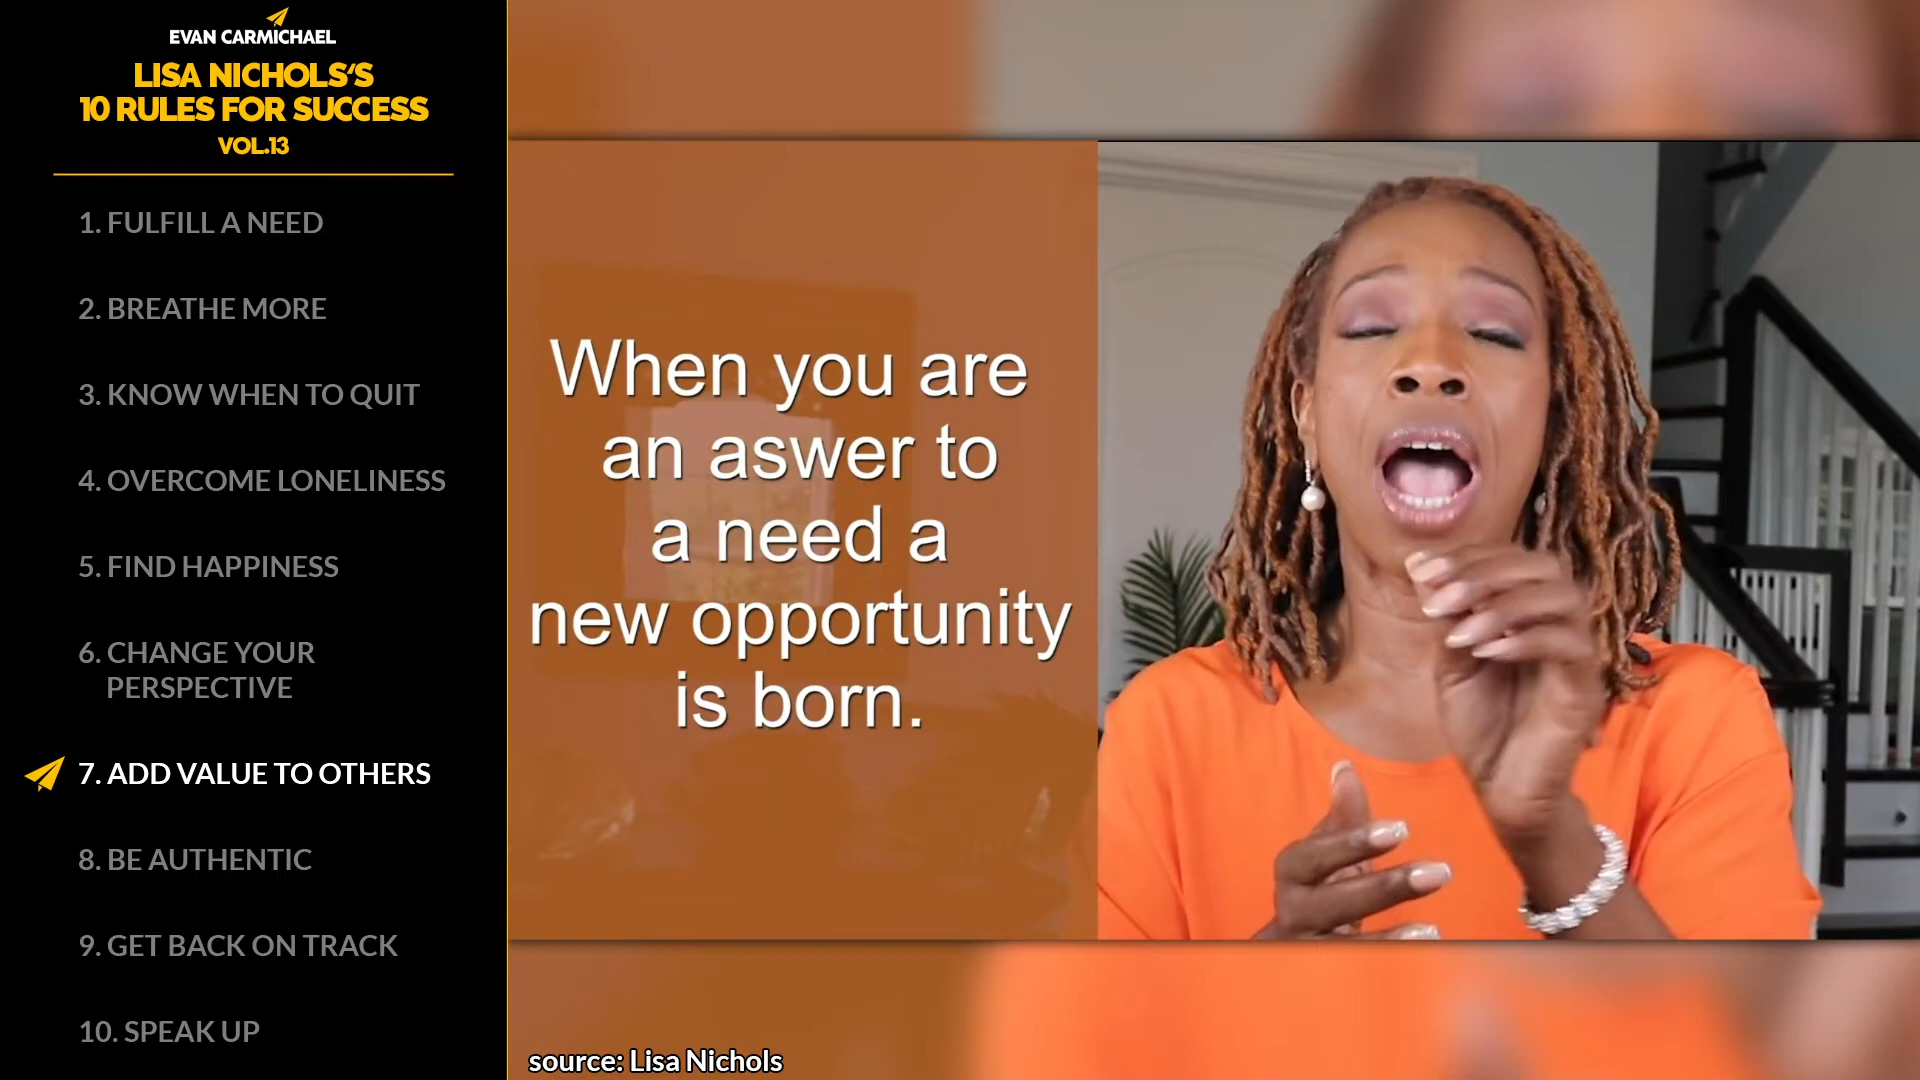 EVAN CARMICHAEL
LISA NICHOLS'S
10 RULES FOR SUCCESS
VOL.13
1. FULFILL A NEED
2. BREATHE MORE
3. KNOW WHEN TO QUIT
4. OVERCOME LONELINESS
5. FIND HAPPINESS
6. CHANGE YOUR
PERSPECTIVE
7. ADD VALUE TO OTHERS
8. BE AUTHENTIC
9. GET BACK ON TRACK
10. SPEAK UP
When you are
an aswer to
a need a
new opportunity
is born.
source: Lisa Nichols